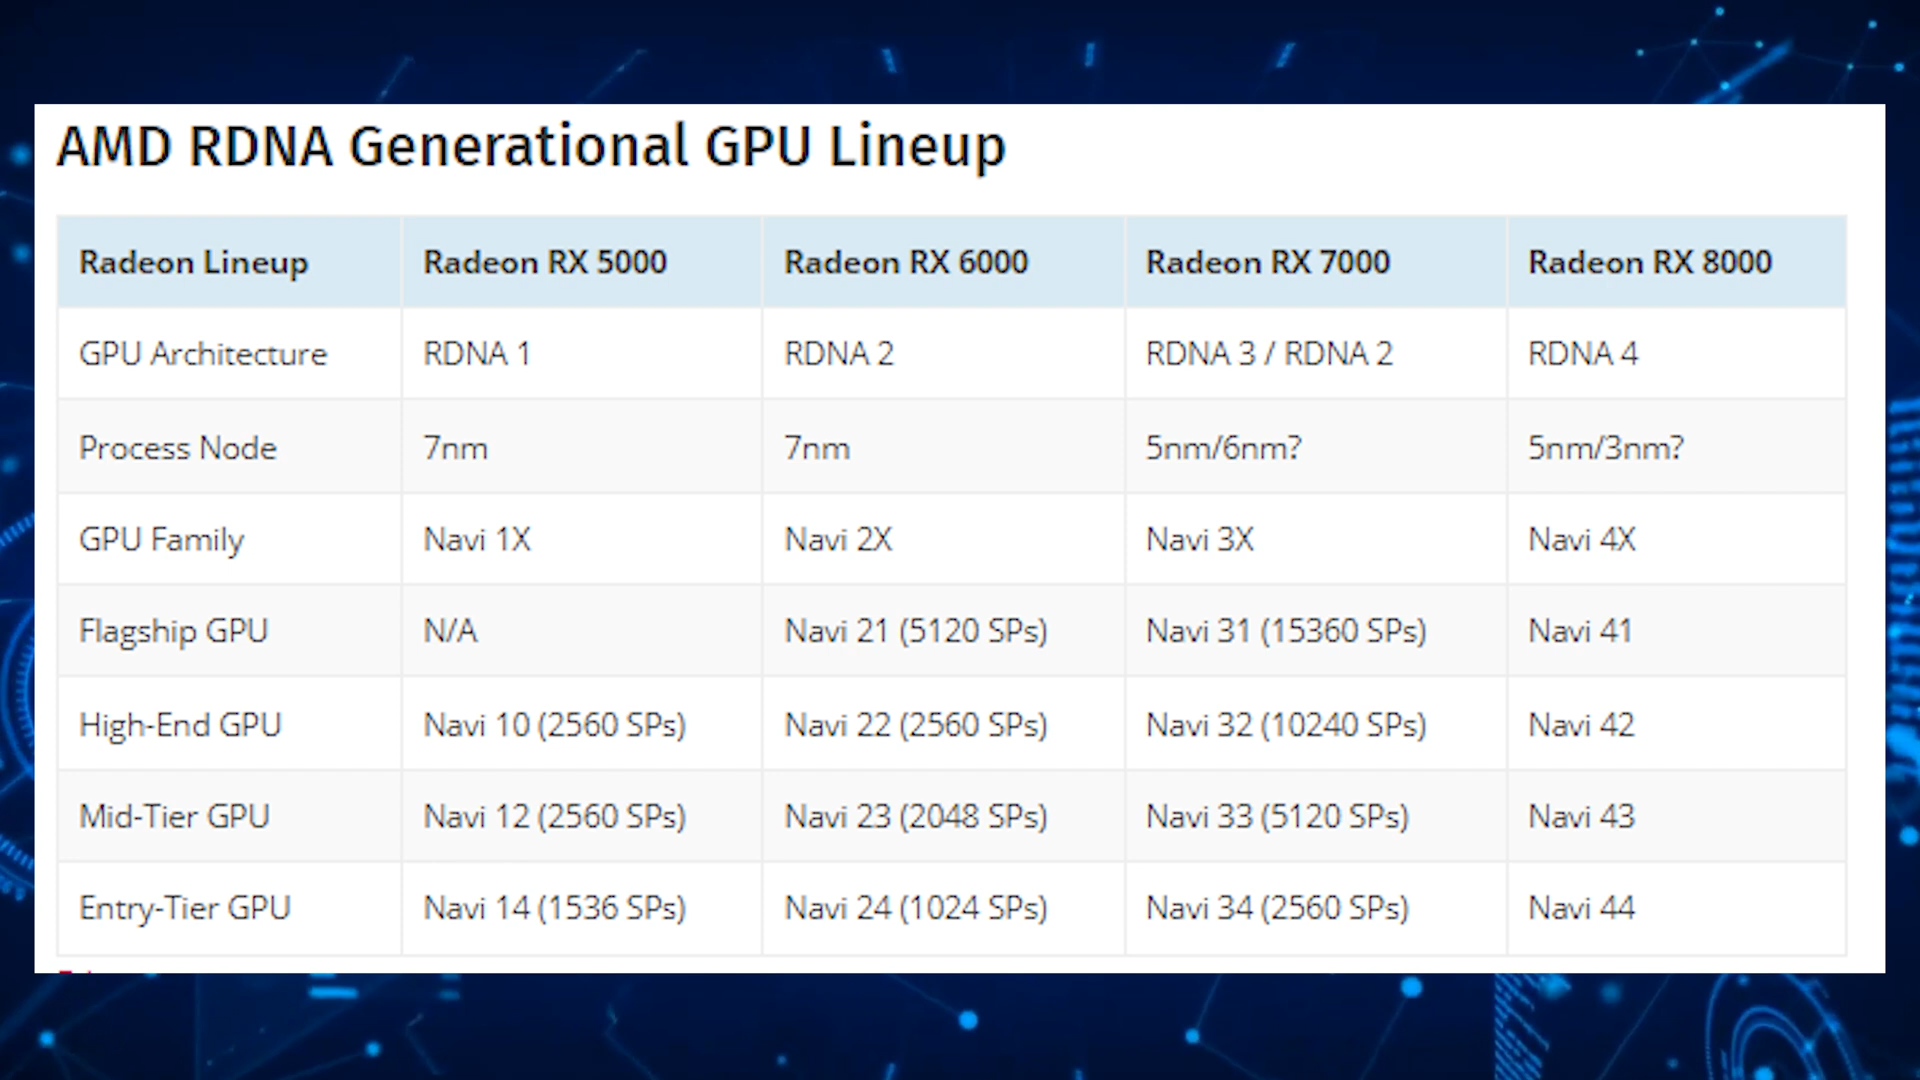 AMD RDNA Generational GPU Lineup
Radeon Lineup Radeon RX 5000 Radeon RX 6000 Radeon RX 7000 Radeon RX 8000
GPU Architecture RDNA 1 RDNA 2 RDNA 3 / RDNA 2 RDNA 4
Process Node 7nm 7nm 5nm/6nm? 5nm/3nm?
GPU Family Navi 1X Navi 2X Navi 3X Navi 4X
Flagship GPU N/A Navi 21 (5120 SPs) Navi 31 (15360 SPs) Navi 41
High-End GPU Navi 10 (2560 SPs) Navi 22 (2560 SPs) Navi 32 (10240 SPs) Navi 42
Mid-Tier GPU Navi 12 (2560 SPs) Navi 23 (2048 SPs) Navi 33 (5120 SPs) Navi 43
Entry-Tier GPU Navi 14 (1536 SPs) Navi 24 (1024 SPs) Navi 34 (2560 SPs) Navi 44